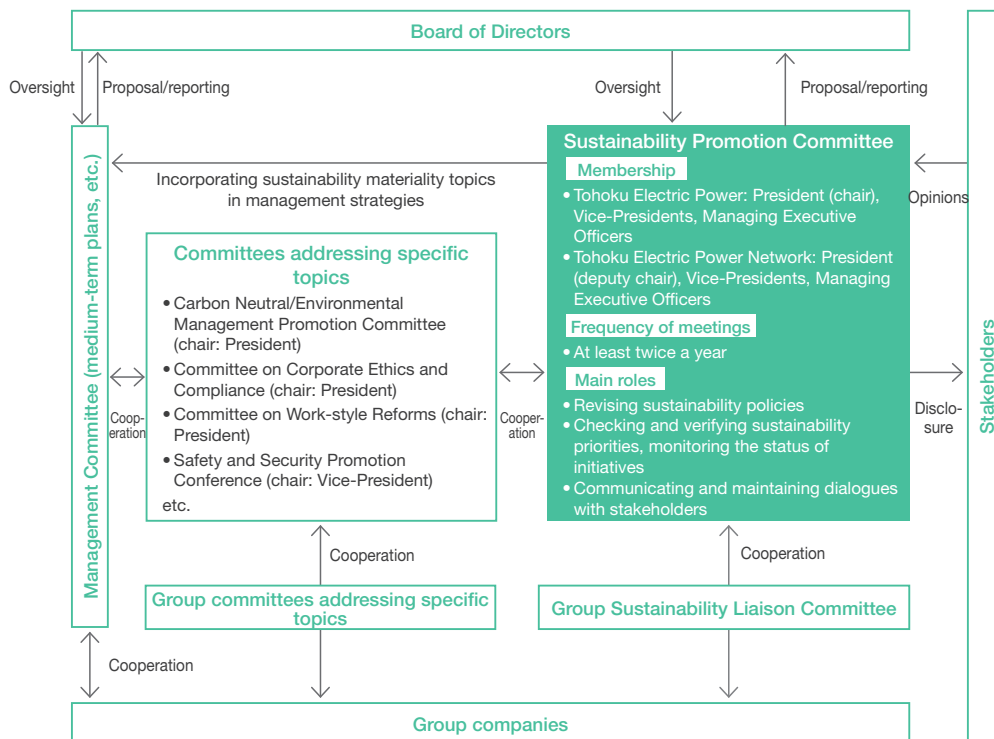 Board of Directors
Oversight
Proposal/reporting
Oversight
Proposal/reporting
Management Committee (medium-term plans, etc.)
Incorporating sustainability materiality topics
in management strategies
Committees addressing specific
topics
• Carbon Neutral/Environmental
Management Promotion Committee
(chair: President)
• Committee on Corporate Ethics and
Compliance (chair: President)
• Committee on Work-style Reforms (chair:
President)
• Safety and Security Promotion
Conference (chair: Vice-President)
etc.
Coop-
eration
Cooper-
ation
Sustainability Promotion Committee
Membership
• Tohoku Electric Power: President (chair),
Vice-Presidents, Managing Executive
Officers
• Tohoku Electric Power Network: President
(deputy chair), Vice-Presidents, Managing
Executive Officers
Frequency of meetings
• At least twice a year
Main roles
• Revising sustainability policies
• Checking and verifying sustainability
priorities, monitoring the status of
initiatives
• Communicating and maintaining dialogues
with stakeholders
Opinions
Disclo-
sure
Stakeholders
Cooperation
Cooperation
Group committees addressing specific
topics
Group Sustainability Liaison Committee
Cooperation
Group companies